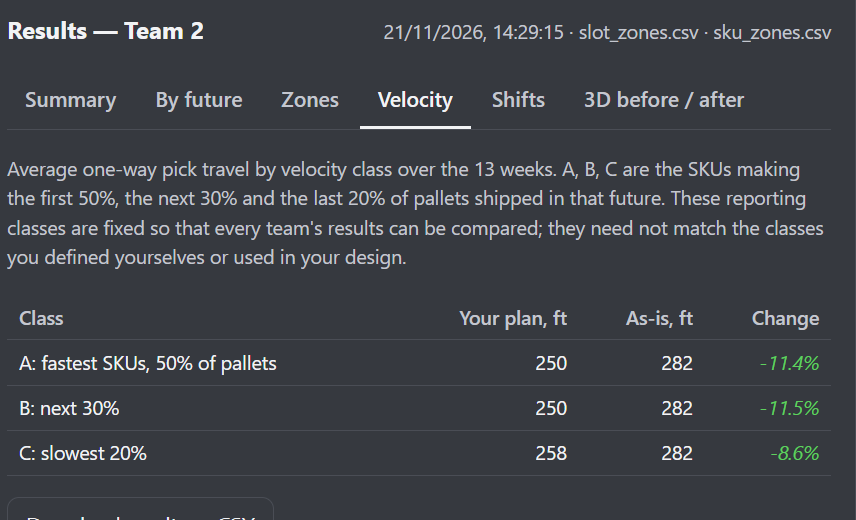 Results — Team 2
21/11/2026, 14:29:15 · slot_zones.csv · sku_zones.csv
Summary By future Zones Velocity Shifts 3D before / after
Average one-way pick travel by velocity class over the 13 weeks. A, B, C are the SKUs making
the first 50%, the next 30% and the last 20% of pallets shipped in that future. These reporting
classes are fixed so that every team's results can be compared; they need not match the classes
you defined yourselves or used in your design.
Class Your plan, ft As-is, ft Change
A: fastest SKUs, 50% of pallets 250 282 -11.4%
B: next 30% 250 282 -11.5%
C: slowest 20% 258 282 -8.6%